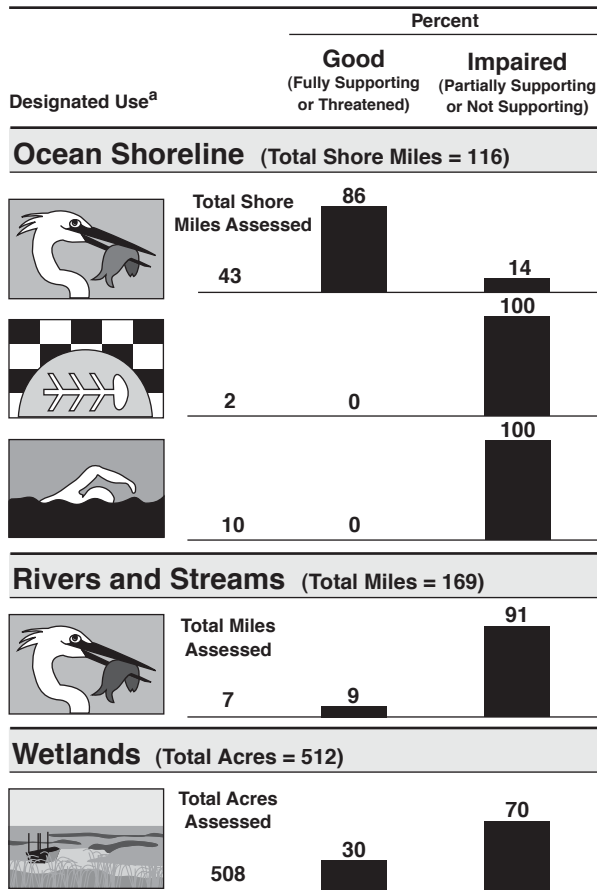 Percent
Designated Useᵃ
Good
(Fully Supporting
or Threatened)
Impaired
(Partially Supporting
or Not Supporting)
Ocean Shoreline (Total Shore Miles = 116)
Total Shore
Miles Assessed
86
43
14
100
2
0
100
10
0
Rivers and Streams (Total Miles = 169)
Total Miles
Assessed
91
7
9
Wetlands (Total Acres = 512)
Total Acres
Assessed
70
30
508